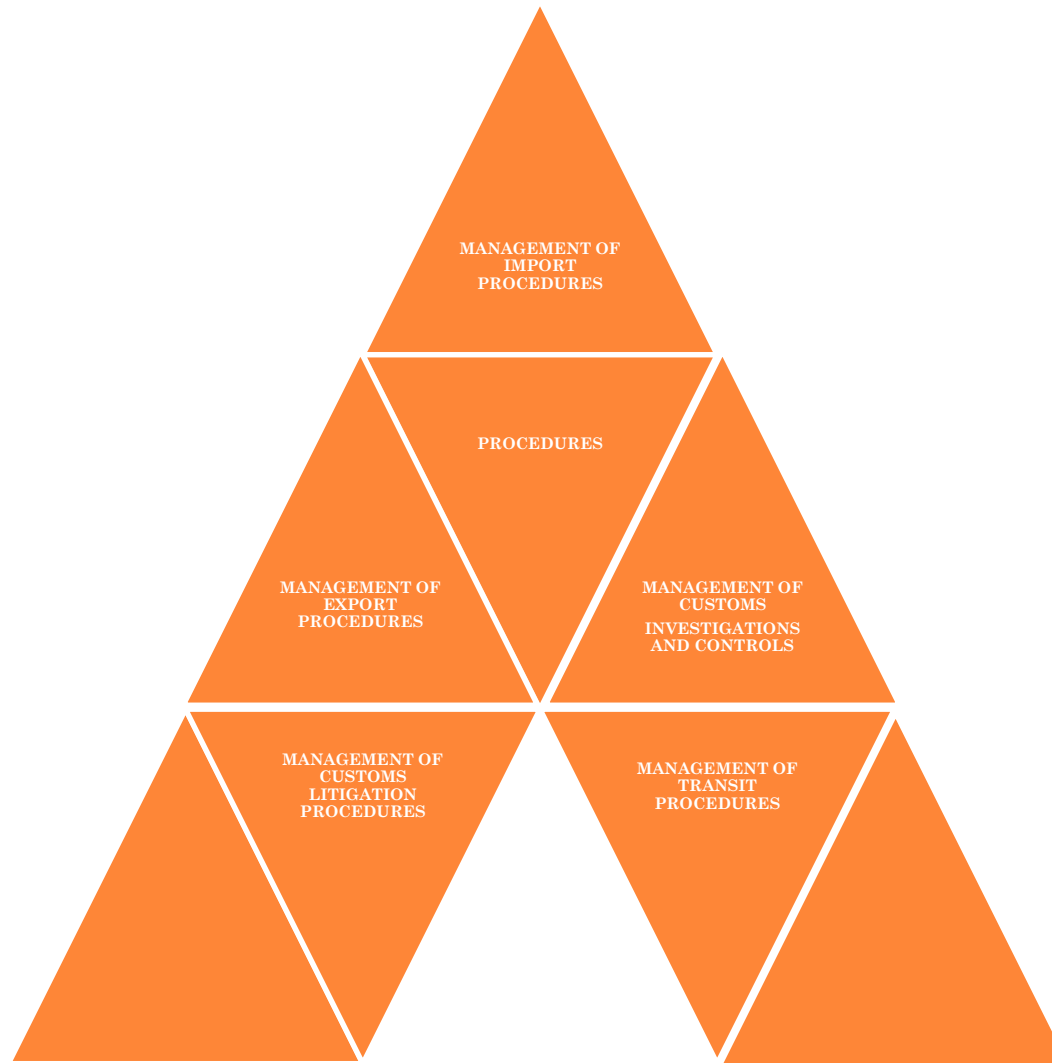 MANAGEMENT OF
IMPORT
PROCEDURES
PROCEDURES
MANAGEMENT OF
EXPORT
PROCEDURES
MANAGEMENT OF
CUSTOMS
INVESTIGATIONS
AND CONTROLS
MANAGEMENT OF
CUSTOMS
LITIGATION
PROCEDURES
MANAGEMENT OF
TRANSIT
PROCEDURES